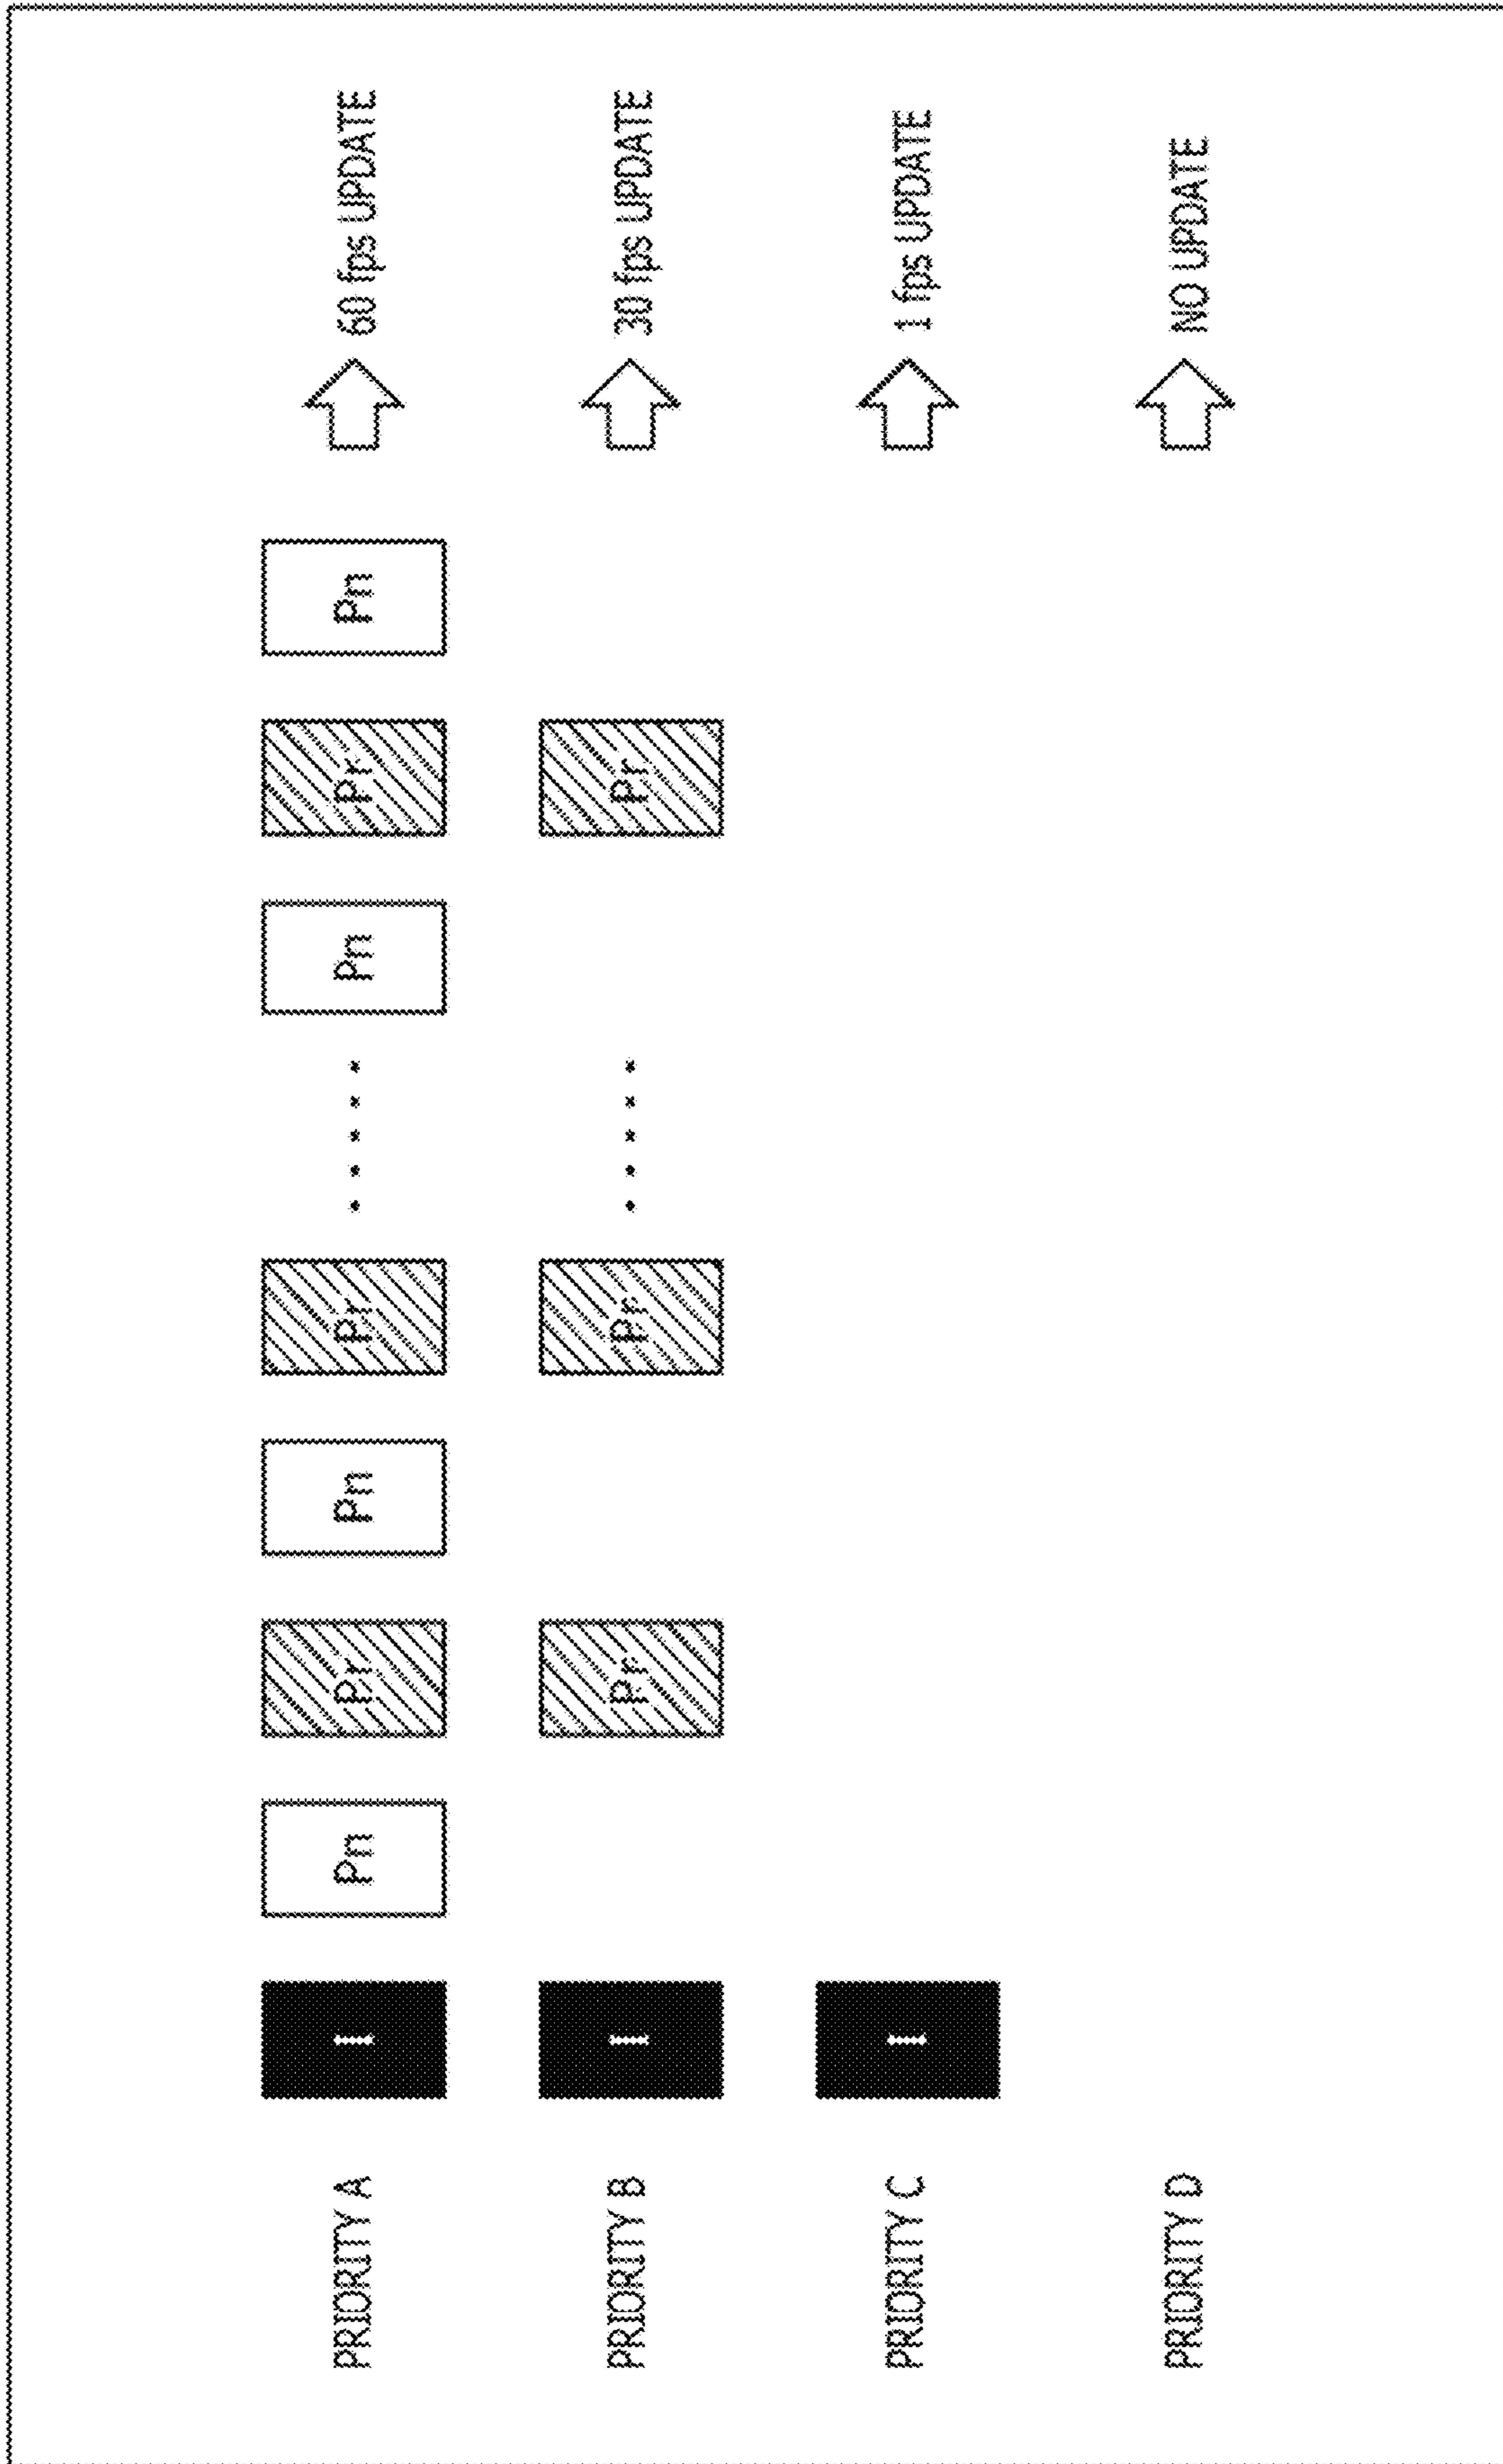 PRIORITY A I Pn Pr Pn Pr ..... Pn Pr Pn 60 fps UPDATE
PRIORITY B I Pr Pr ..... Pr 30 fps UPDATE
PRIORITY C I 1 fps UPDATE
PRIORITY D NO UPDATE